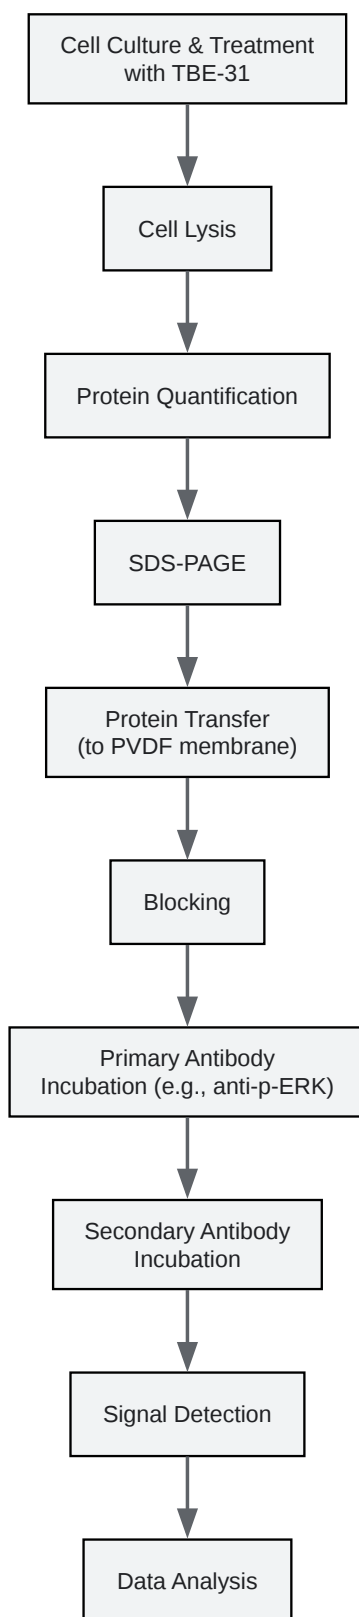 Cell Culture & Treatment
with TBE-31
Cell Lysis
Protein Quantification
SDS-PAGE
Protein Transfer
(to PVDF membrane)
Blocking
Primary Antibody
Incubation (e.g., anti-p-ERK)
Secondary Antibody
Incubation
Signal Detection
Data Analysis